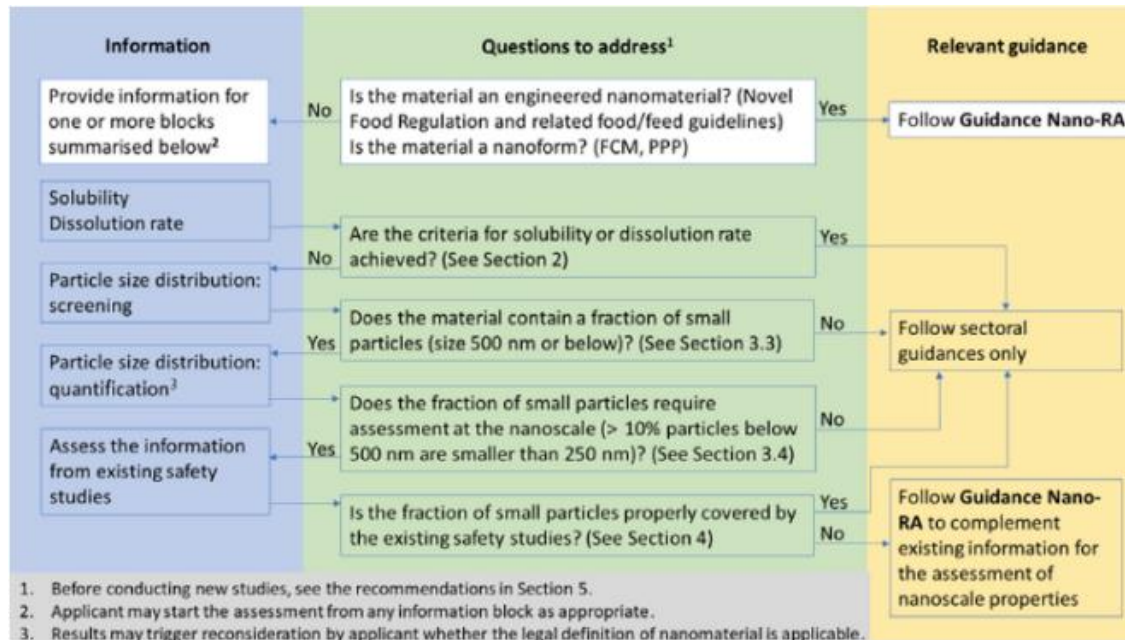 Information
Questions to address¹
Relevant guidance
Provide information for
one or more blocks
summarised below²
No
Is the material an engineered nanomaterial? (Novel
Food Regulation and related food/feed guidelines)
Is the material a nanoform? (FCM, PPP)
Yes
Follow Guidance Nano-RA
Solubility
Dissolution rate
Are the criteria for solubility or dissolution rate
achieved? (See Section 2)
Yes
No
Particle size distribution:
screening
Does the material contain a fraction of small
particles (size 500 nm or below)? (See Section 3.3)
No
Yes
Follow sectoral
guidances only
Particle size distribution:
quantification³
Does the fraction of small particles require
assessment at the nanoscale (> 10% particles below
500 nm are smaller than 250 nm)? (See Section 3.4)
No
Yes
Assess the information
from existing safety
studies
Is the fraction of small particles properly covered by
the existing safety studies? (See Section 4)
Yes
No
Follow Guidance Nano-
RA to complement
existing information for
the assessment of
nanoscale properties
1. Before conducting new studies, see the recommendations in Section 5.
2. Applicant may start the assessment from any information block as appropriate.
3. Results may trigger reconsideration by applicant whether the legal definition of nanomaterial is applicable.